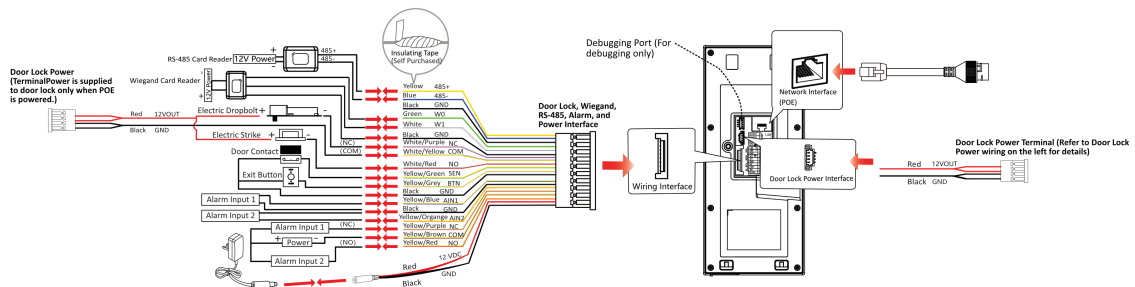 Insulating Tape
(Self Purchased)
Debugging Port (For
debugging only)
RS-485 Card Reader
+
12V Power
-
485+
485-
Wiegand Card Reader
-
12V Power
+
Door Lock Power
(TerminalPower is supplied
to door lock only when POE
is powered.)
Red 12VOUT
Black GND
Electric Dropbolt + -
Electric Strike + -
(NC)
(COM)
Door Contact
Exit Button
Alarm Input 1
Alarm Input 2
Alarm Input 1 (NC)
+ Power -
(NO)
Alarm Input 2
Yellow 485+
Blue 485-
Black GND
Green W0
White W1
Black GND
White/Purple NC
White/Yellow COM
White/Red NO
Yellow/Green SEN
Yellow/Grey BTN
Black GND
Yellow/Blue AIN1
Black GND
Yellow/Organge AIN2
Yellow/Purple NC
Yellow/Brown COM
Yellow/Red NO
Red 12 VDC
Black GND
Door Lock, Wiegand,
RS-485, Alarm, and
Power Interface
Wiring Interface
Network Interface
(POE)
Door Lock Power Interface
Door Lock Power Terminal (Refer to Door Lock
Power wiring on the left for details)
Red 12VOUT
Black GND